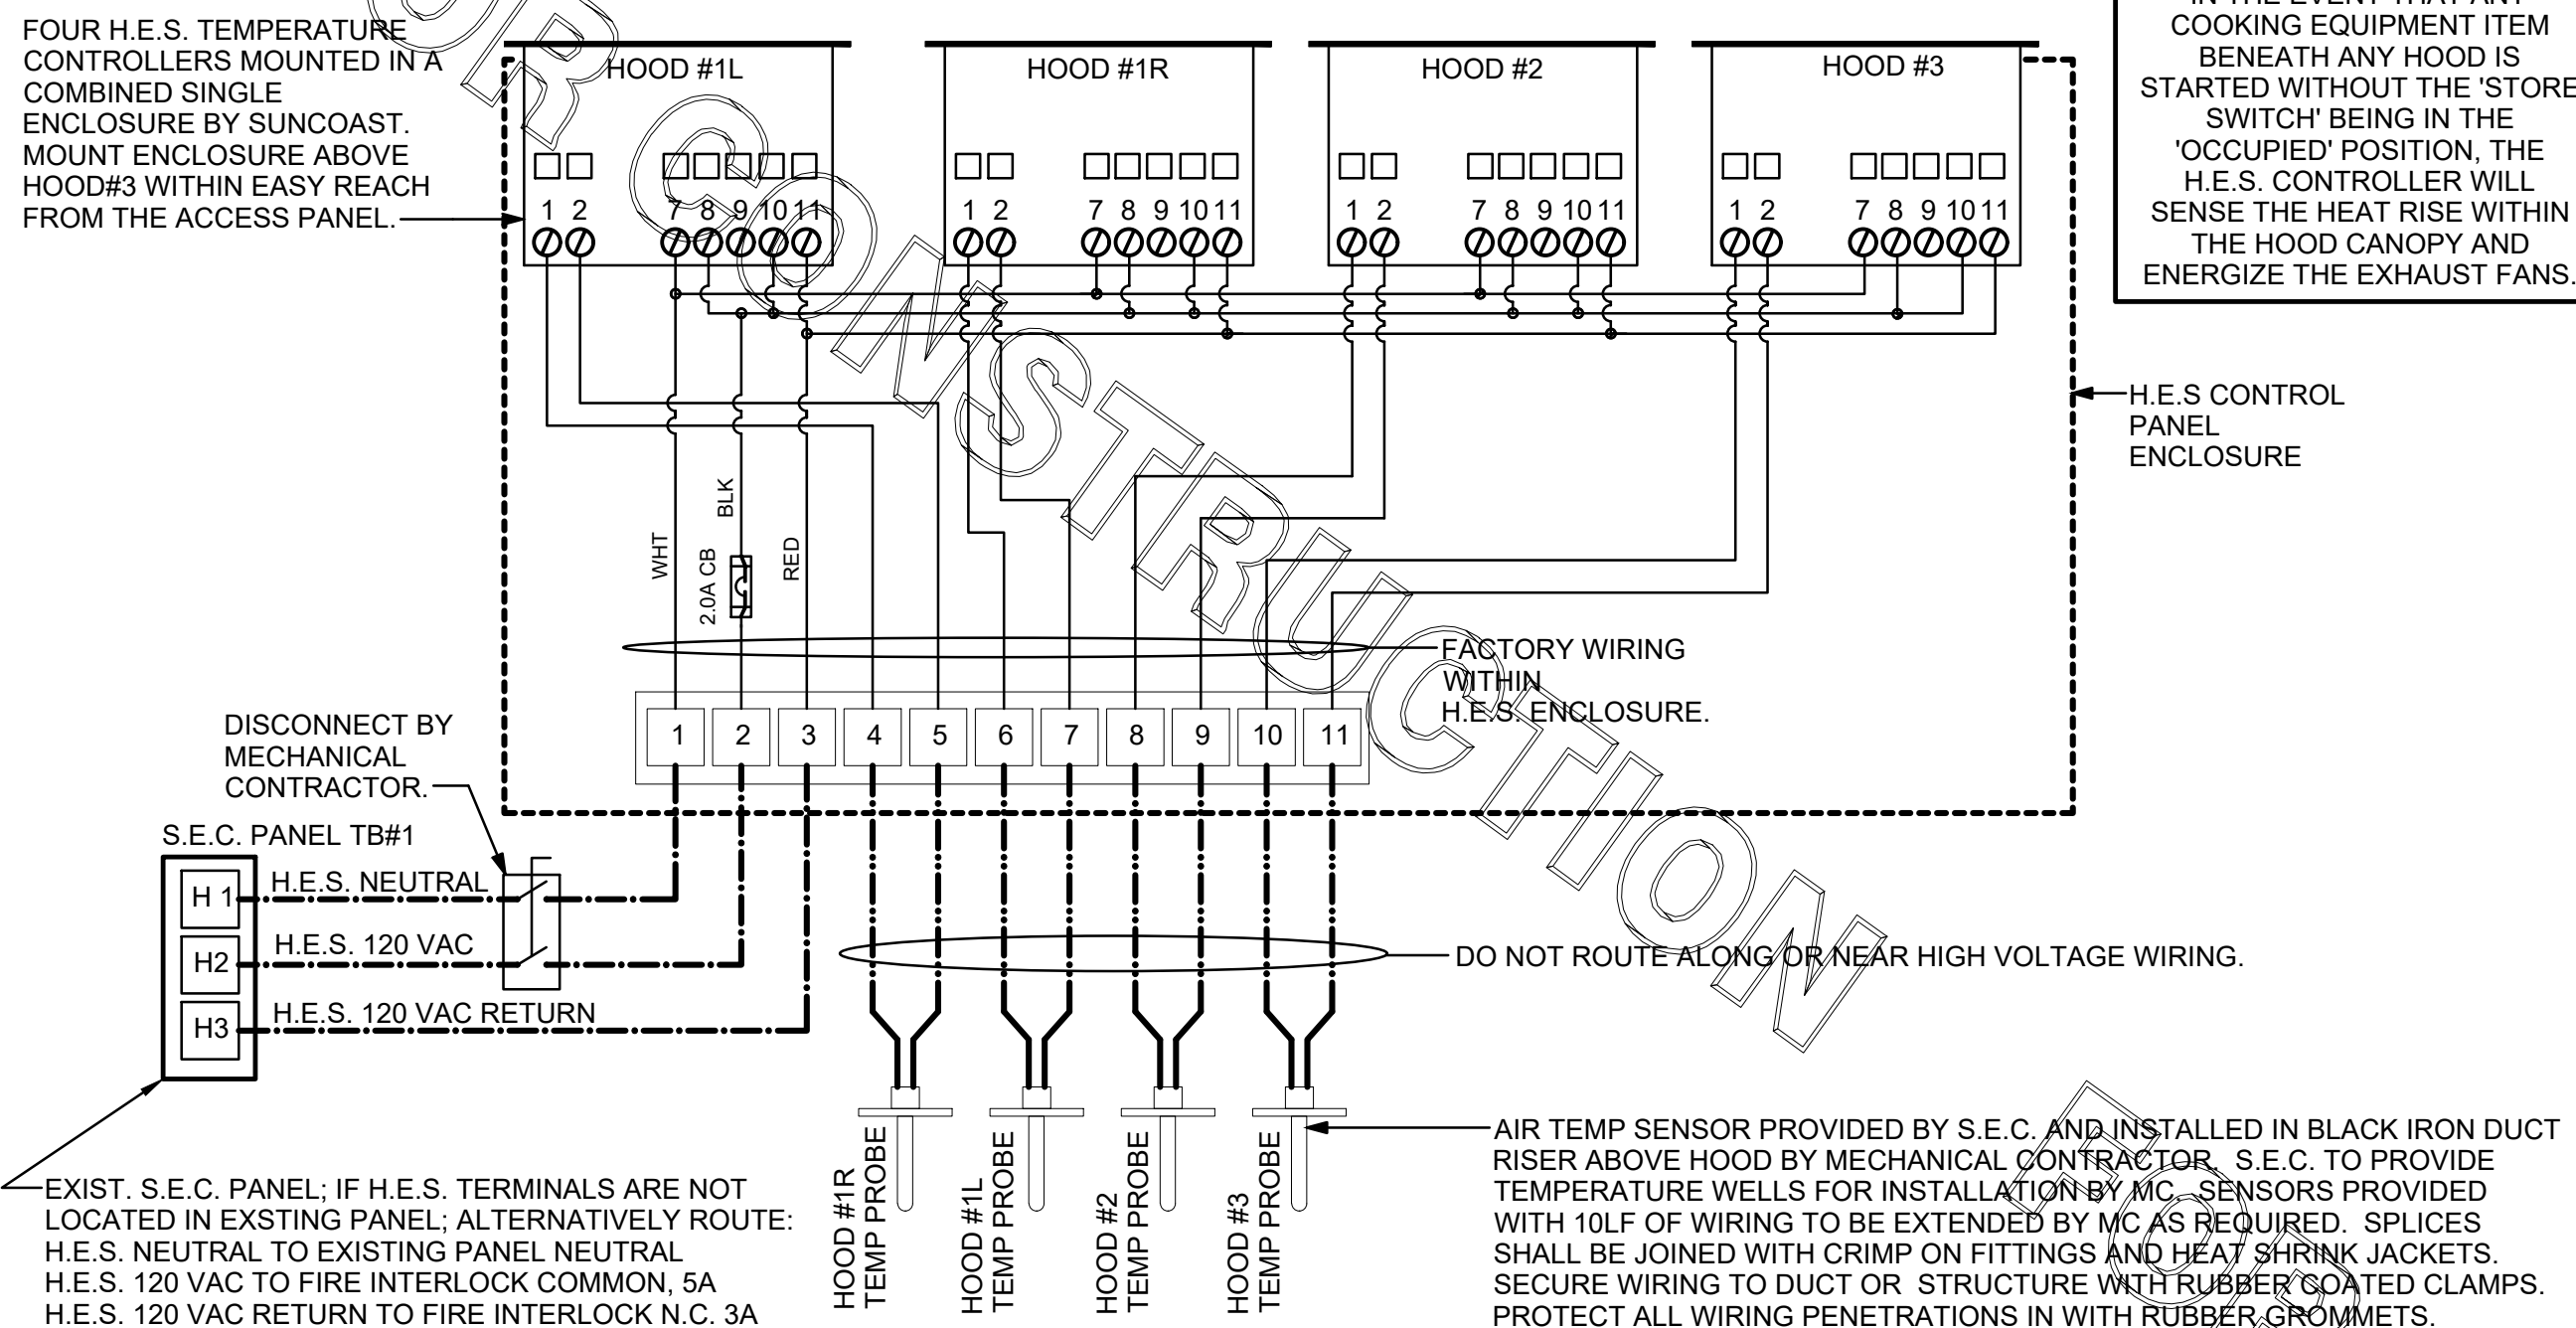 FOUR H.E.S. TEMPERATURE
CONTROLLERS MOUNTED IN A
COMBINED SINGLE
ENCLOSURE BY SUNCOAST.
MOUNT ENCLOSURE ABOVE
HOOD#3 WITHIN EASY REACH
FROM THE ACCESS PANEL.
HOOD #1L
1 2 7 8 9 10 11
HOOD #1R
1 2 7 8 9 10 11
HOOD #2
1 2 7 8 9 10 11
HOOD #3
1 2 7 8 9 10 11
IN THE EVENT THAT ANY
COOKING EQUIPMENT ITEM
BENEATH ANY HOOD IS
STARTED WITHOUT THE 'STORE
SWITCH' BEING IN THE
'OCCUPIED' POSITION, THE
H.E.S. CONTROLLER WILL
SENSE THE HEAT RISE WITHIN
THE HOOD CANOPY AND
ENERGIZE THE EXHAUST FANS.
H.E.S CONTROL
PANEL
ENCLOSURE
WHT
BLK
2.0A CB
RED
FACTORY WIRING
WITHIN
H.E.S. ENCLOSURE.
1 2 3 4 5 6 7 8 9 10 11
DISCONNECT BY
MECHANICAL
CONTRACTOR.
S.E.C. PANEL TB#1
H 1 H.E.S. NEUTRAL
H2 H.E.S. 120 VAC
H3 H.E.S. 120 VAC RETURN
DO NOT ROUTE ALONG OR NEAR HIGH VOLTAGE WIRING.
EXIST. S.E.C. PANEL; IF H.E.S. TERMINALS ARE NOT
LOCATED IN EXSTING PANEL; ALTERNATIVELY ROUTE:
H.E.S. NEUTRAL TO EXISTING PANEL NEUTRAL
H.E.S. 120 VAC TO FIRE INTERLOCK COMMON, 5A
H.E.S. 120 VAC RETURN TO FIRE INTERLOCK N.C. 3A
HOOD #1R
TEMP PROBE
HOOD #1L
TEMP PROBE
HOOD #2
TEMP PROBE
HOOD #3
TEMP PROBE
AIR TEMP SENSOR PROVIDED BY S.E.C. AND INSTALLED IN BLACK IRON DUCT
RISER ABOVE HOOD BY MECHANICAL CONTRACTOR. S.E.C. TO PROVIDE
TEMPERATURE WELLS FOR INSTALLATION BY MC. SENSORS PROVIDED
WITH 10LF OF WIRING TO BE EXTENDED BY MC AS REQUIRED. SPLICES
SHALL BE JOINED WITH CRIMP ON FITTINGS AND HEAT SHRINK JACKETS.
SECURE WIRING TO DUCT OR STRUCTURE WITH RUBBER COATED CLAMPS.
PROTECT ALL WIRING PENETRATIONS IN WITH RUBBER GROMMETS.
OR CONSTRUCTION
FOR